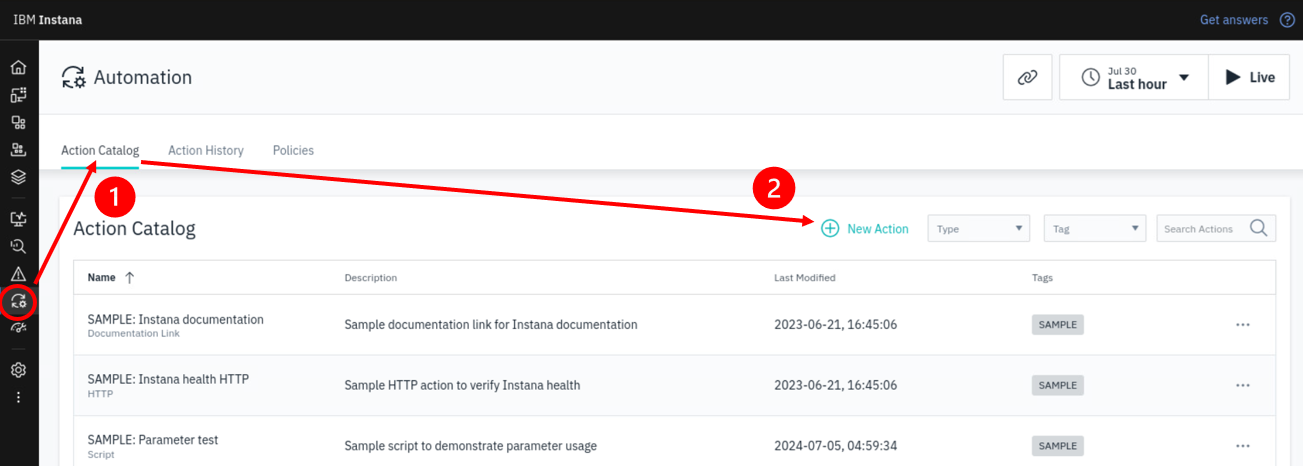 IBM Instana
Get answers
Automation
Jul 30
Last hour
Live
Action Catalog
Action History
Policies
1
2
Action Catalog
New Action
Type
Tag
Search Actions
Name
Description
Last Modified
Tags
SAMPLE: Instana documentation
Documentation Link
Sample documentation link for Instana documentation
2023-06-21, 16:45:06
SAMPLE
SAMPLE: Instana health HTTP
HTTP
Sample HTTP action to verify Instana health
2023-06-21, 16:45:06
SAMPLE
SAMPLE: Parameter test
Script
Sample script to demonstrate parameter usage
2024-07-05, 04:59:34
SAMPLE